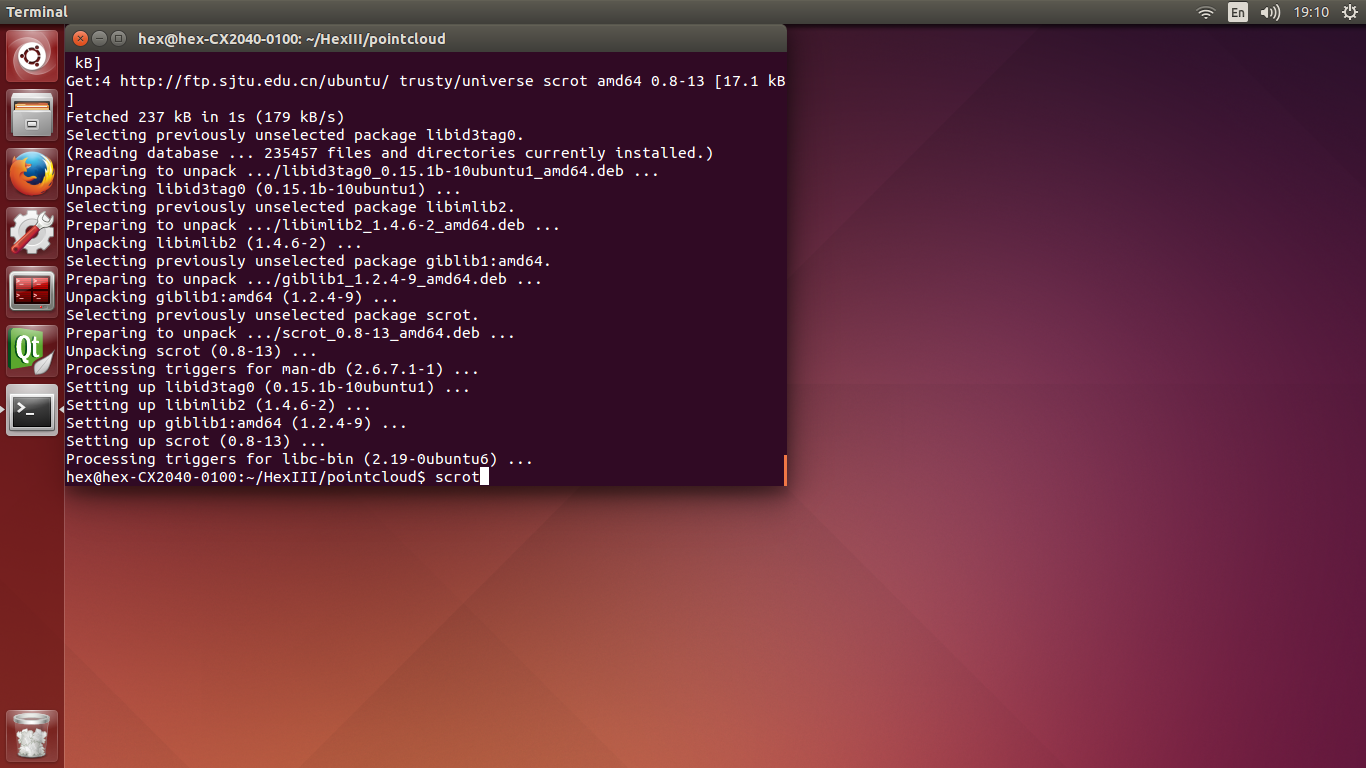 Terminal
En
19:10
hex@hex-CX2040-0100: ~/HexIII/pointcloud
kB]
Get:4 http://ftp.sjtu.edu.cn/ubuntu/ trusty/universe scrot amd64 0.8-13 [17.1 kB
]
Fetched 237 kB in 1s (179 kB/s)
Selecting previously unselected package libid3tag0.
(Reading database ... 235457 files and directories currently installed.)
Preparing to unpack .../libid3tag0_0.15.1b-10ubuntu1_amd64.deb ...
Unpacking libid3tag0 (0.15.1b-10ubuntu1) ...
Selecting previously unselected package libimlib2.
Preparing to unpack .../libimlib2_1.4.6-2_amd64.deb ...
Unpacking libimlib2 (1.4.6-2) ...
Selecting previously unselected package giblib1:amd64.
Preparing to unpack .../giblib1_1.2.4-9_amd64.deb ...
Unpacking giblib1:amd64 (1.2.4-9) ...
Selecting previously unselected package scrot.
Preparing to unpack .../scrot_0.8-13_amd64.deb ...
Unpacking scrot (0.8-13) ...
Processing triggers for man-db (2.6.7.1-1) ...
Setting up libid3tag0 (0.15.1b-10ubuntu1) ...
Setting up libimlib2 (1.4.6-2) ...
Setting up giblib1:amd64 (1.2.4-9) ...
Setting up scrot (0.8-13) ...
Processing triggers for libc-bin (2.19-0ubuntu6) ...
hex@hex-CX2040-0100:~/HexIII/pointcloud$ scrot
Qt
>_